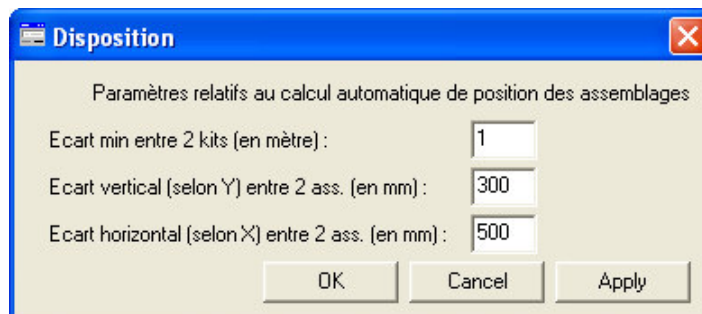 Disposition
Paramètres relatifs au calcul automatique de position des assemblages
Ecart min entre 2 kits (en mètre) : 1
Ecart vertical (selon Y) entre 2 ass. (en mm) : 300
Ecart horizontal (selon X) entre 2 ass. (en mm) : 500
OK Cancel Apply